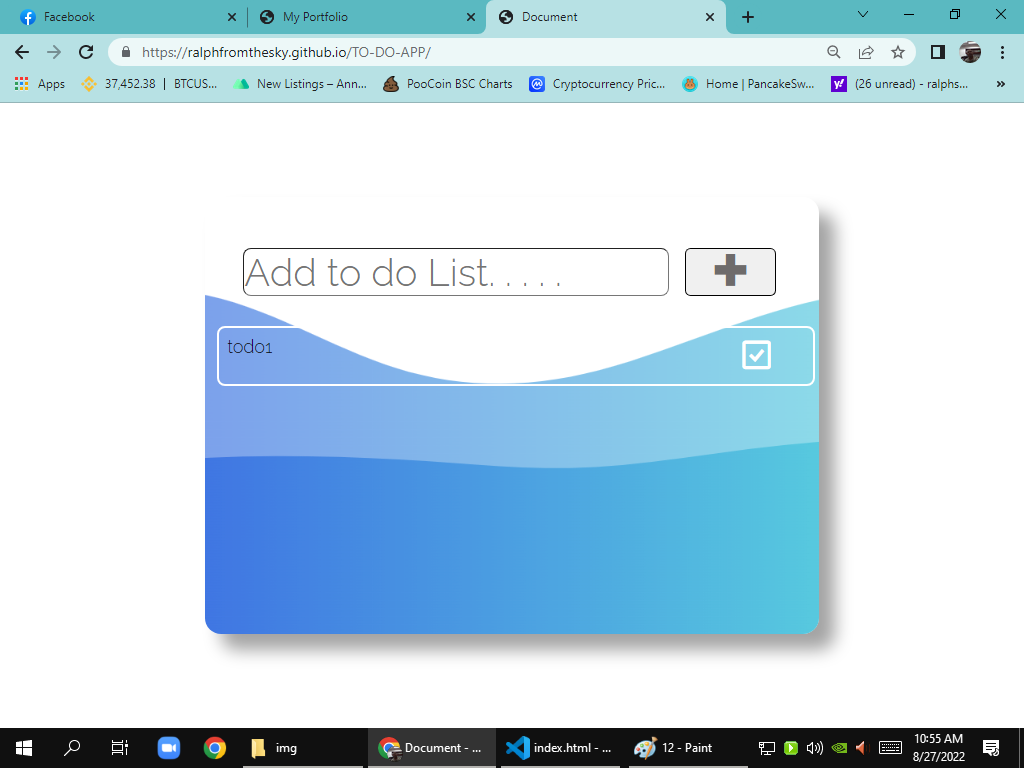 Facebook
My Portfolio
Document
https://ralphfromthesky.github.io/TO-DO-APP/
Apps
37,452.38 | BTCUS...
New Listings – Ann...
PooCoin BSC Charts
Cryptocurrency Pric...
Home | PancakeSw...
y!
(26 unread) - ralphs...
»
Add to do List. . . . .
todo1
img
Document - ...
index.html - ...
12 - Paint
10:55 AM
8/27/2022